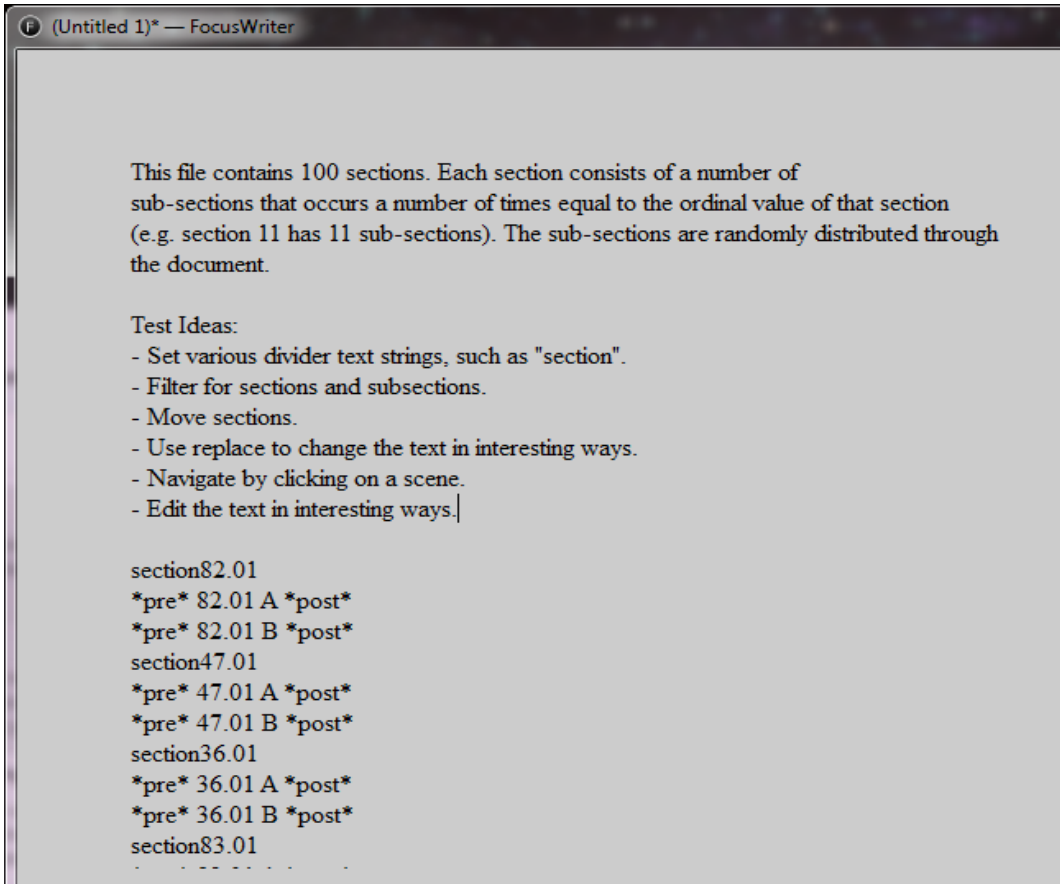 (Untitled 1)* — FocusWriter
This file contains 100 sections. Each section consists of a number of
sub-sections that occurs a number of times equal to the ordinal value of that section
(e.g. section 11 has 11 sub-sections). The sub-sections are randomly distributed through
the document.
Test Ideas:
- Set various divider text strings, such as "section".
- Filter for sections and subsections.
- Move sections.
- Use replace to change the text in interesting ways.
- Navigate by clicking on a scene.
- Edit the text in interesting ways.
section82.01
*pre* 82.01 A *post*
*pre* 82.01 B *post*
section47.01
*pre* 47.01 A *post*
*pre* 47.01 B *post*
section36.01
*pre* 36.01 A *post*
*pre* 36.01 B *post*
section83.01